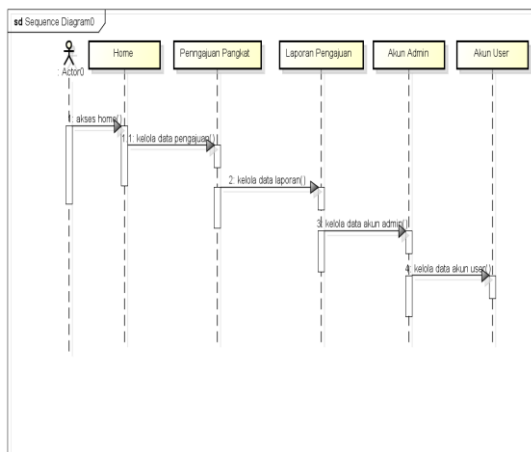 sd Sequence Diagram0
: Actor0
Home
Penngajuan Pangkat
Laporan Pengajuan
Akun Admin
Akun User
1: akses home()
1.1: kelola data pengajuan()
2: kelola data laporan()
3: kelola data akun admin()
4: kelola data akun user()